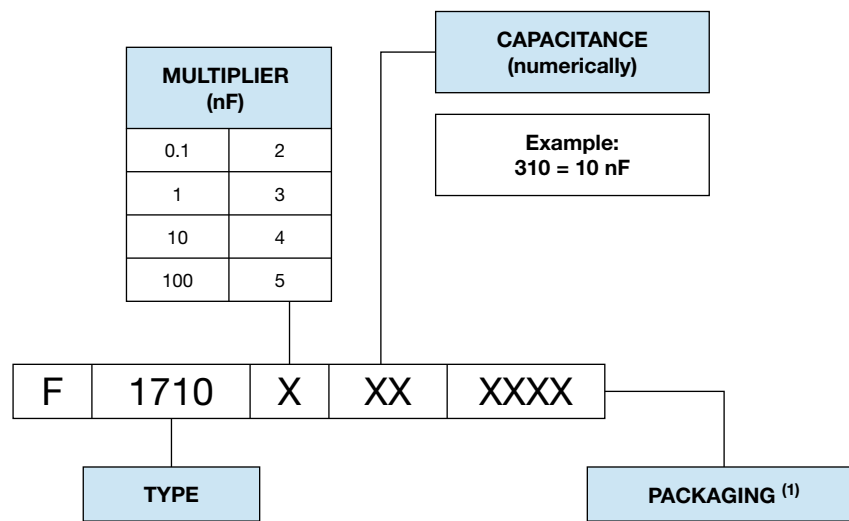 CAPACITANCE
(numerically)
MULTIPLIER
(nF)
Example:
310 = 10 nF
0.1 2
1 3
10 4
100 5
F 1710 X XX XXXX
TYPE
PACKAGING (1)